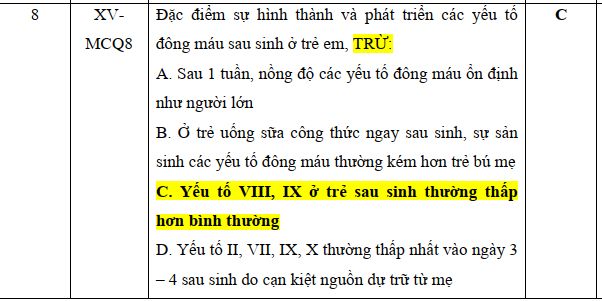 8 XV- Đặc điểm sự hình thành và phát triển các yếu tố C
MCQ8 đông máu sau sinh ở trẻ em, TRỪ:
A. Sau 1 tuần, nồng độ các yếu tố đông máu ổn định
như người lớn
B. Ở trẻ uống sữa công thức ngay sau sinh, sự sản
sinh các yếu tố đông máu thường kém hơn trẻ bú mẹ
C. Yếu tố VIII, IX ở trẻ sau sinh thường thấp
hơn bình thường
D. Yếu tố II, VII, IX, X thường thấp nhất vào ngày 3
– 4 sau sinh do cạn kiệt nguồn dự trữ từ mẹ